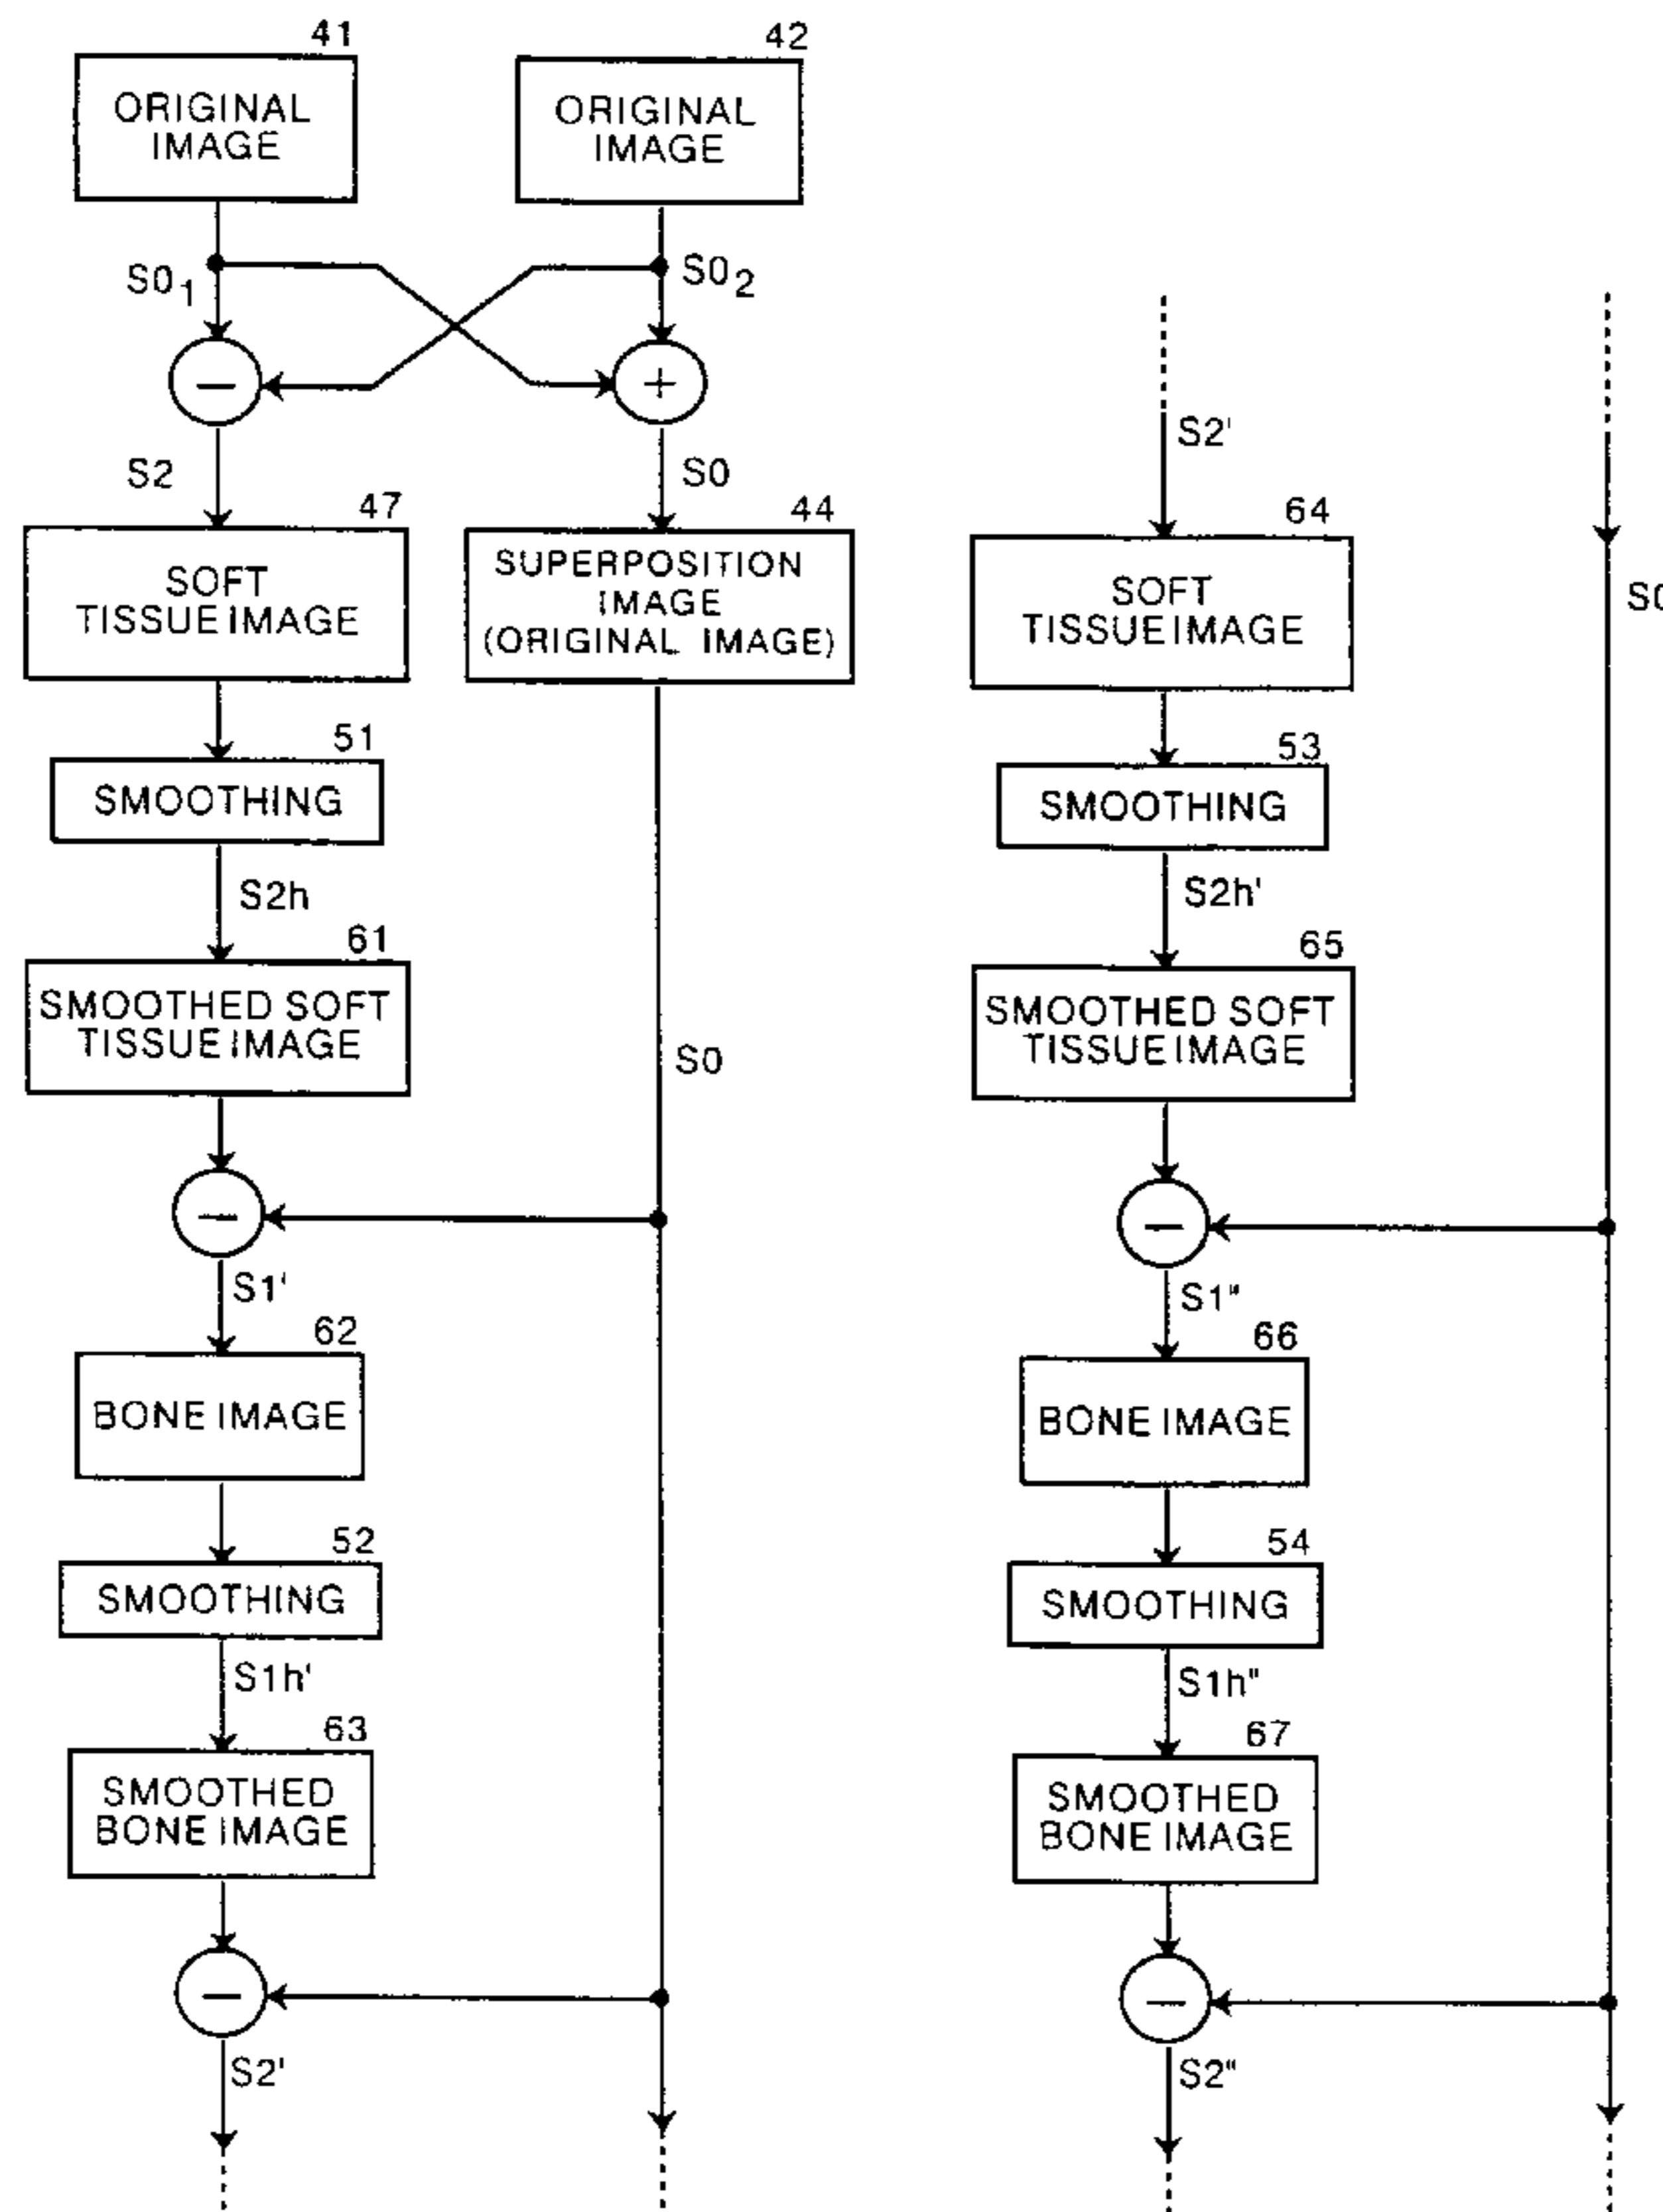 41
ORIGINAL
IMAGE
42
ORIGINAL
IMAGE
S0₁
S0₂
−
+
S2
S0
47
SOFT
TISSUE IMAGE
44
SUPERPOSITION
IMAGE
(ORIGINAL IMAGE)
51
SMOOTHING
S2h
61
SMOOTHED SOFT
TISSUE IMAGE
S0
−
S1'
62
BONE IMAGE
52
SMOOTHING
S1h'
63
SMOOTHED
BONE IMAGE
−
S2'
S2'
64
SOFT
TISSUE IMAGE
S0
53
SMOOTHING
S2h'
65
SMOOTHED SOFT
TISSUE IMAGE
−
S1"
66
BONE IMAGE
54
SMOOTHING
S1h"
67
SMOOTHED
BONE IMAGE
−
S2"